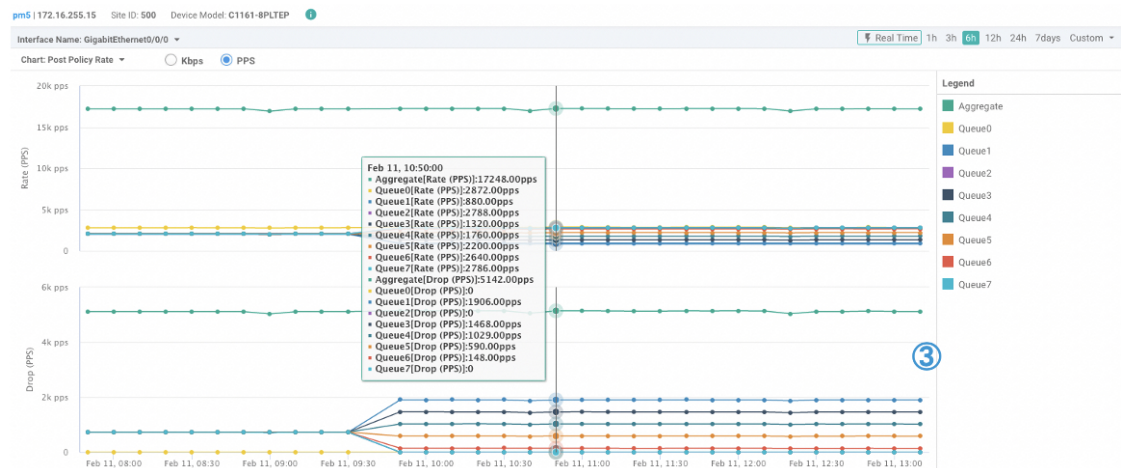 pm5 | 172.16.255.15 Site ID: 500 Device Model: C1161-8PLTEP i
Interface Name: GigabitEthernet0/0/0 Real Time 1h 3h 6h 12h 24h 7days Custom
Chart: Post Policy Rate Kbps PPS
Legend
Aggregate
Queue0
Queue1
Queue2
Queue3
Queue4
Queue5
Queue6
Queue7
Rate (PPS)
20k pps
15k pps
10k pps
5k pps
0
Feb 11, 10:50:00
Aggregate[Rate (PPS)]:17248.00pps
Queue0[Rate (PPS)]:2872.00pps
Queue1[Rate (PPS)]:880.00pps
Queue2[Rate (PPS)]:2788.00pps
Queue3[Rate (PPS)]:1320.00pps
Queue4[Rate (PPS)]:1760.00pps
Queue5[Rate (PPS)]:2200.00pps
Queue6[Rate (PPS)]:2640.00pps
Queue7[Rate (PPS)]:2786.00pps
Aggregate[Drop (PPS)]:5142.00pps
Queue0[Drop (PPS)]:0
Queue1[Drop (PPS)]:1906.00pps
Queue2[Drop (PPS)]:0
Queue3[Drop (PPS)]:1468.00pps
Queue4[Drop (PPS)]:1029.00pps
Queue5[Drop (PPS)]:590.00pps
Queue6[Drop (PPS)]:148.00pps
Queue7[Drop (PPS)]:0
Drop (PPS)
6k pps
4k pps
2k pps
0
③
Feb 11, 08:00 Feb 11, 08:30 Feb 11, 09:00 Feb 11, 09:30 Feb 11, 10:00 Feb 11, 10:30 Feb 11, 11:00 Feb 11, 11:30 Feb 11, 12:00 Feb 11, 12:30 Feb 11, 13:00